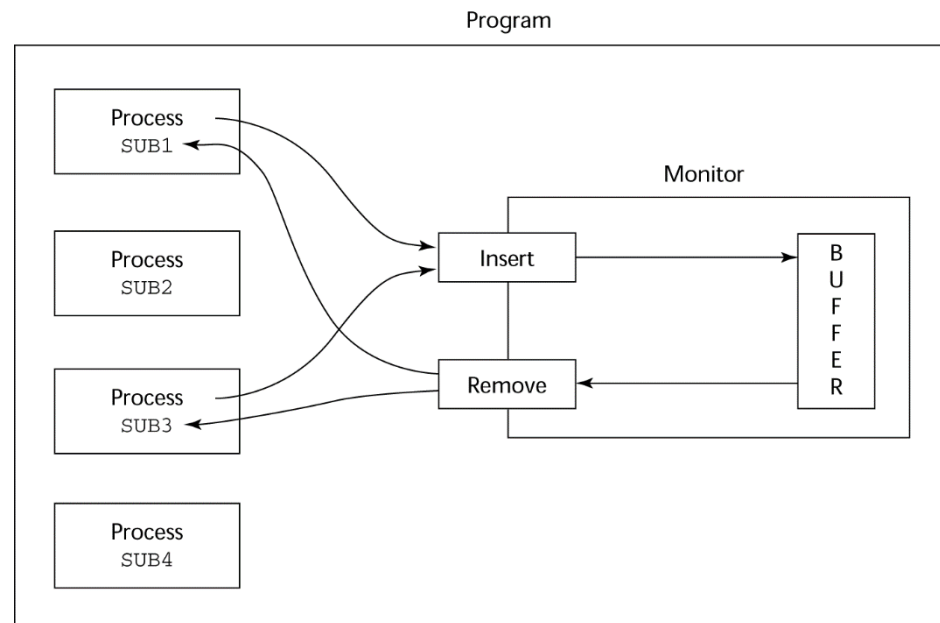 Program
Process
SUB1
Process
SUB2
Process
SUB3
Process
SUB4
Monitor
Insert
Remove
B
U
F
F
E
R